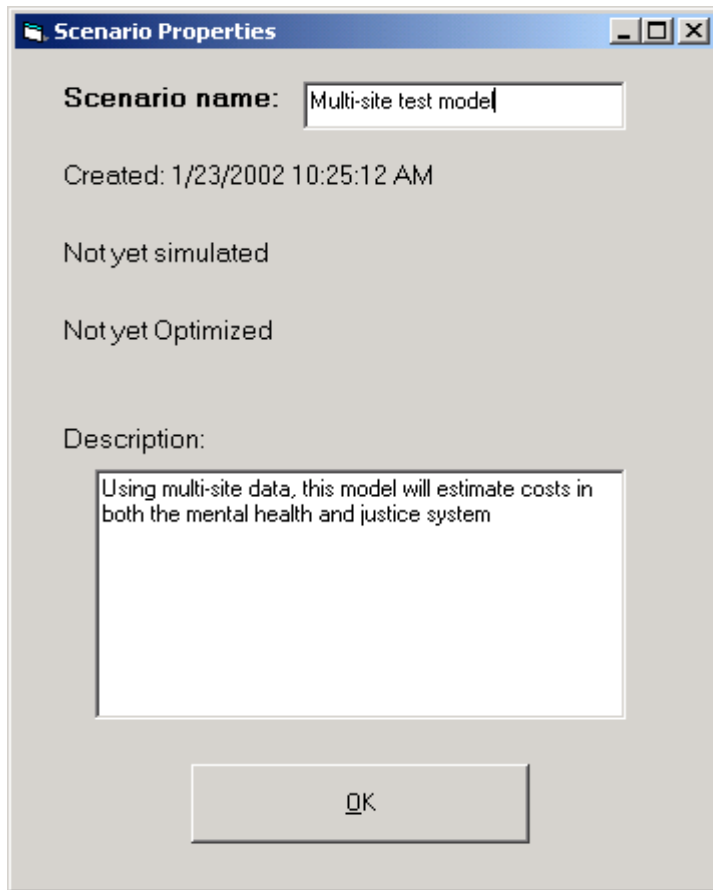 Scenario Properties
Scenario name: Multi-site test model
Created: 1/23/2002 10:25:12 AM
Not yet simulated
Not yet Optimized
Description:
Using multi-site data, this model will estimate costs in
both the mental health and justice system
OK